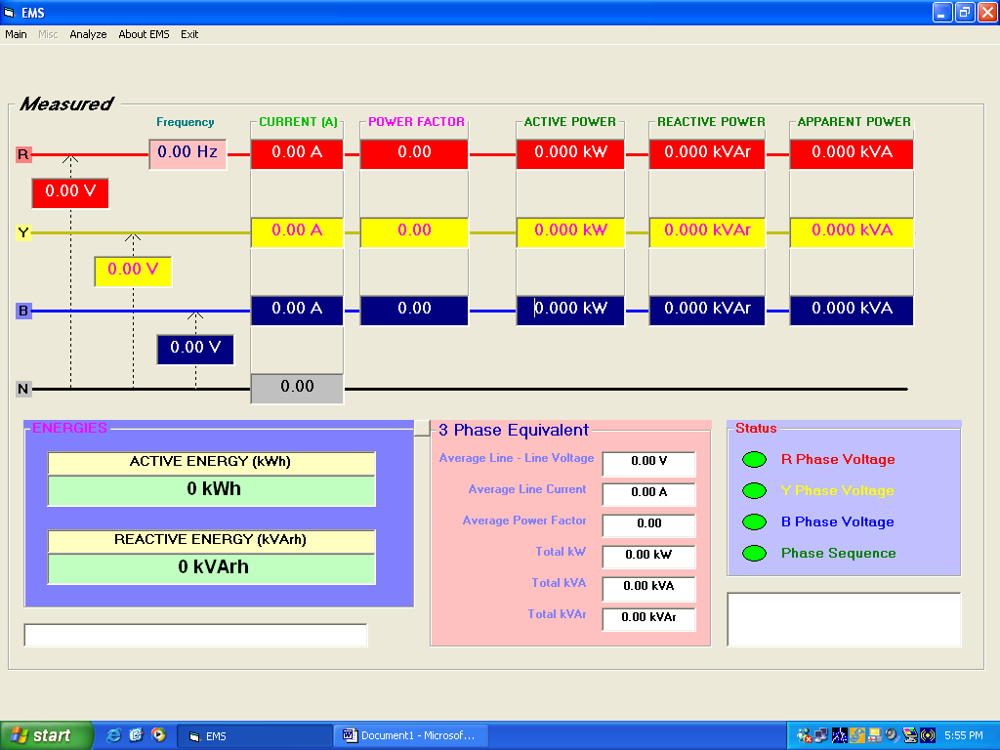 EMS
Main Misc Analyze About EMS Exit
Measured
Frequency CURRENT (A) POWER FACTOR ACTIVE POWER REACTIVE POWER APPARENT POWER
R 0.00 Hz 0.00 A 0.00 0.000 kW 0.000 kVAr 0.000 kVA
0.00 V
Y 0.00 A 0.00 0.000 kW 0.000 kVAr 0.000 kVA
0.00 V
B 0.00 A 0.00 0.000 kW 0.000 kVAr 0.000 kVA
0.00 V
N 0.00
ENERGIES
ACTIVE ENERGY (kWh)
0 kWh
REACTIVE ENERGY (kVArh)
0 kVArh
3 Phase Equivalent
Average Line - Line Voltage 0.00 V
Average Line Current 0.00 A
Average Power Factor 0.00
Total kW 0.00 kW
Total kVA 0.00 kVA
Total kVAr 0.00 kVAr
Status
R Phase Voltage
Y Phase Voltage
B Phase Voltage
Phase Sequence
start EMS Document1 - Microsof... 5:55 PM